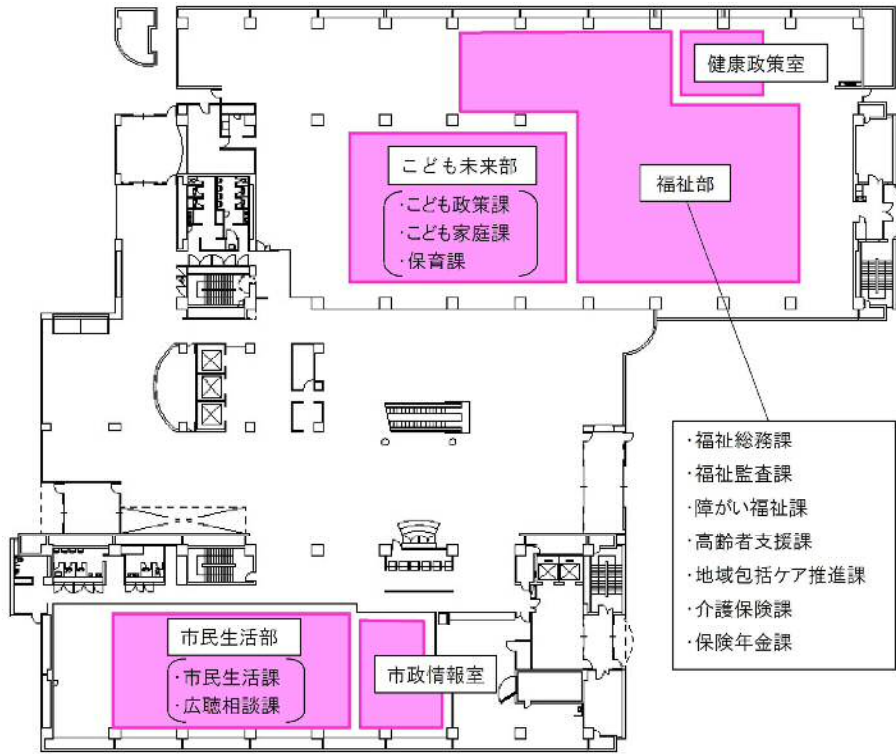 健康政策室
こども未来部
・こども政策課
・こども家庭課
・保育課
福祉部
・福祉総務課
・福祉監査課
・障がい福祉課
・高齢者支援課
・地域包括ケア推進課
・介護保険課
・保険年金課
市民生活部
・市民生活課
・広聴相談課
市政情報室